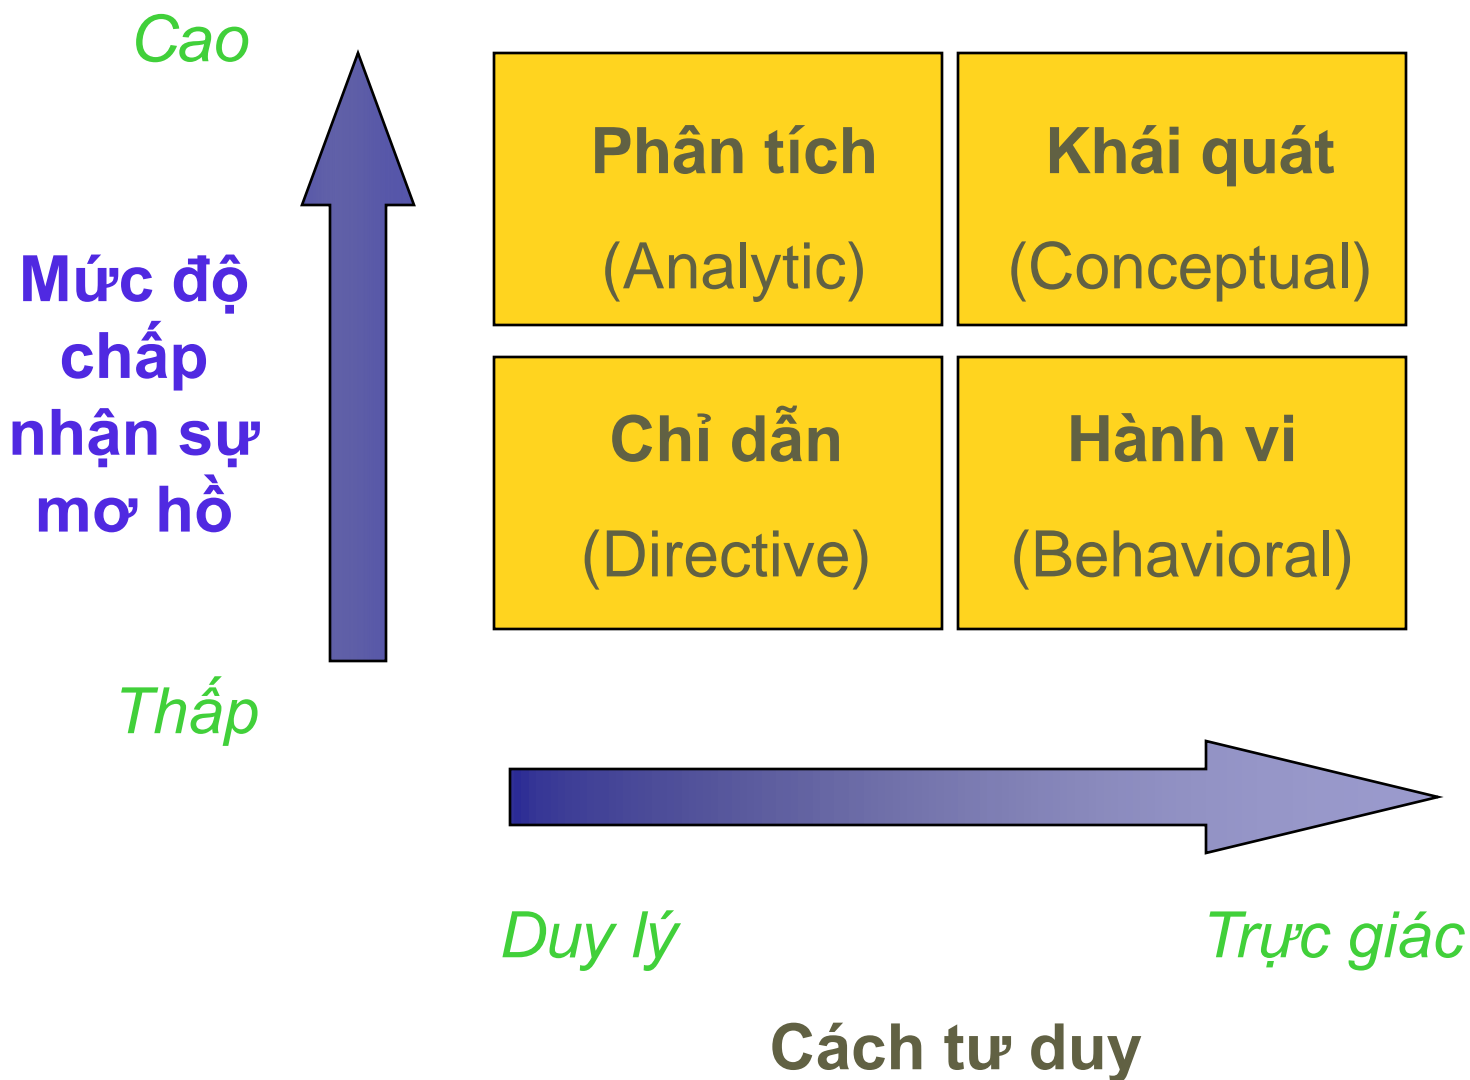 Cao
Phân tích
(Analytic)
Khái quát
(Conceptual)
Mức độ
chấp
nhận sự
mơ hồ
Chỉ dẫn
(Directive)
Hành vi
(Behavioral)
Thấp
Duy lý
Trực giác
Cách tư duy